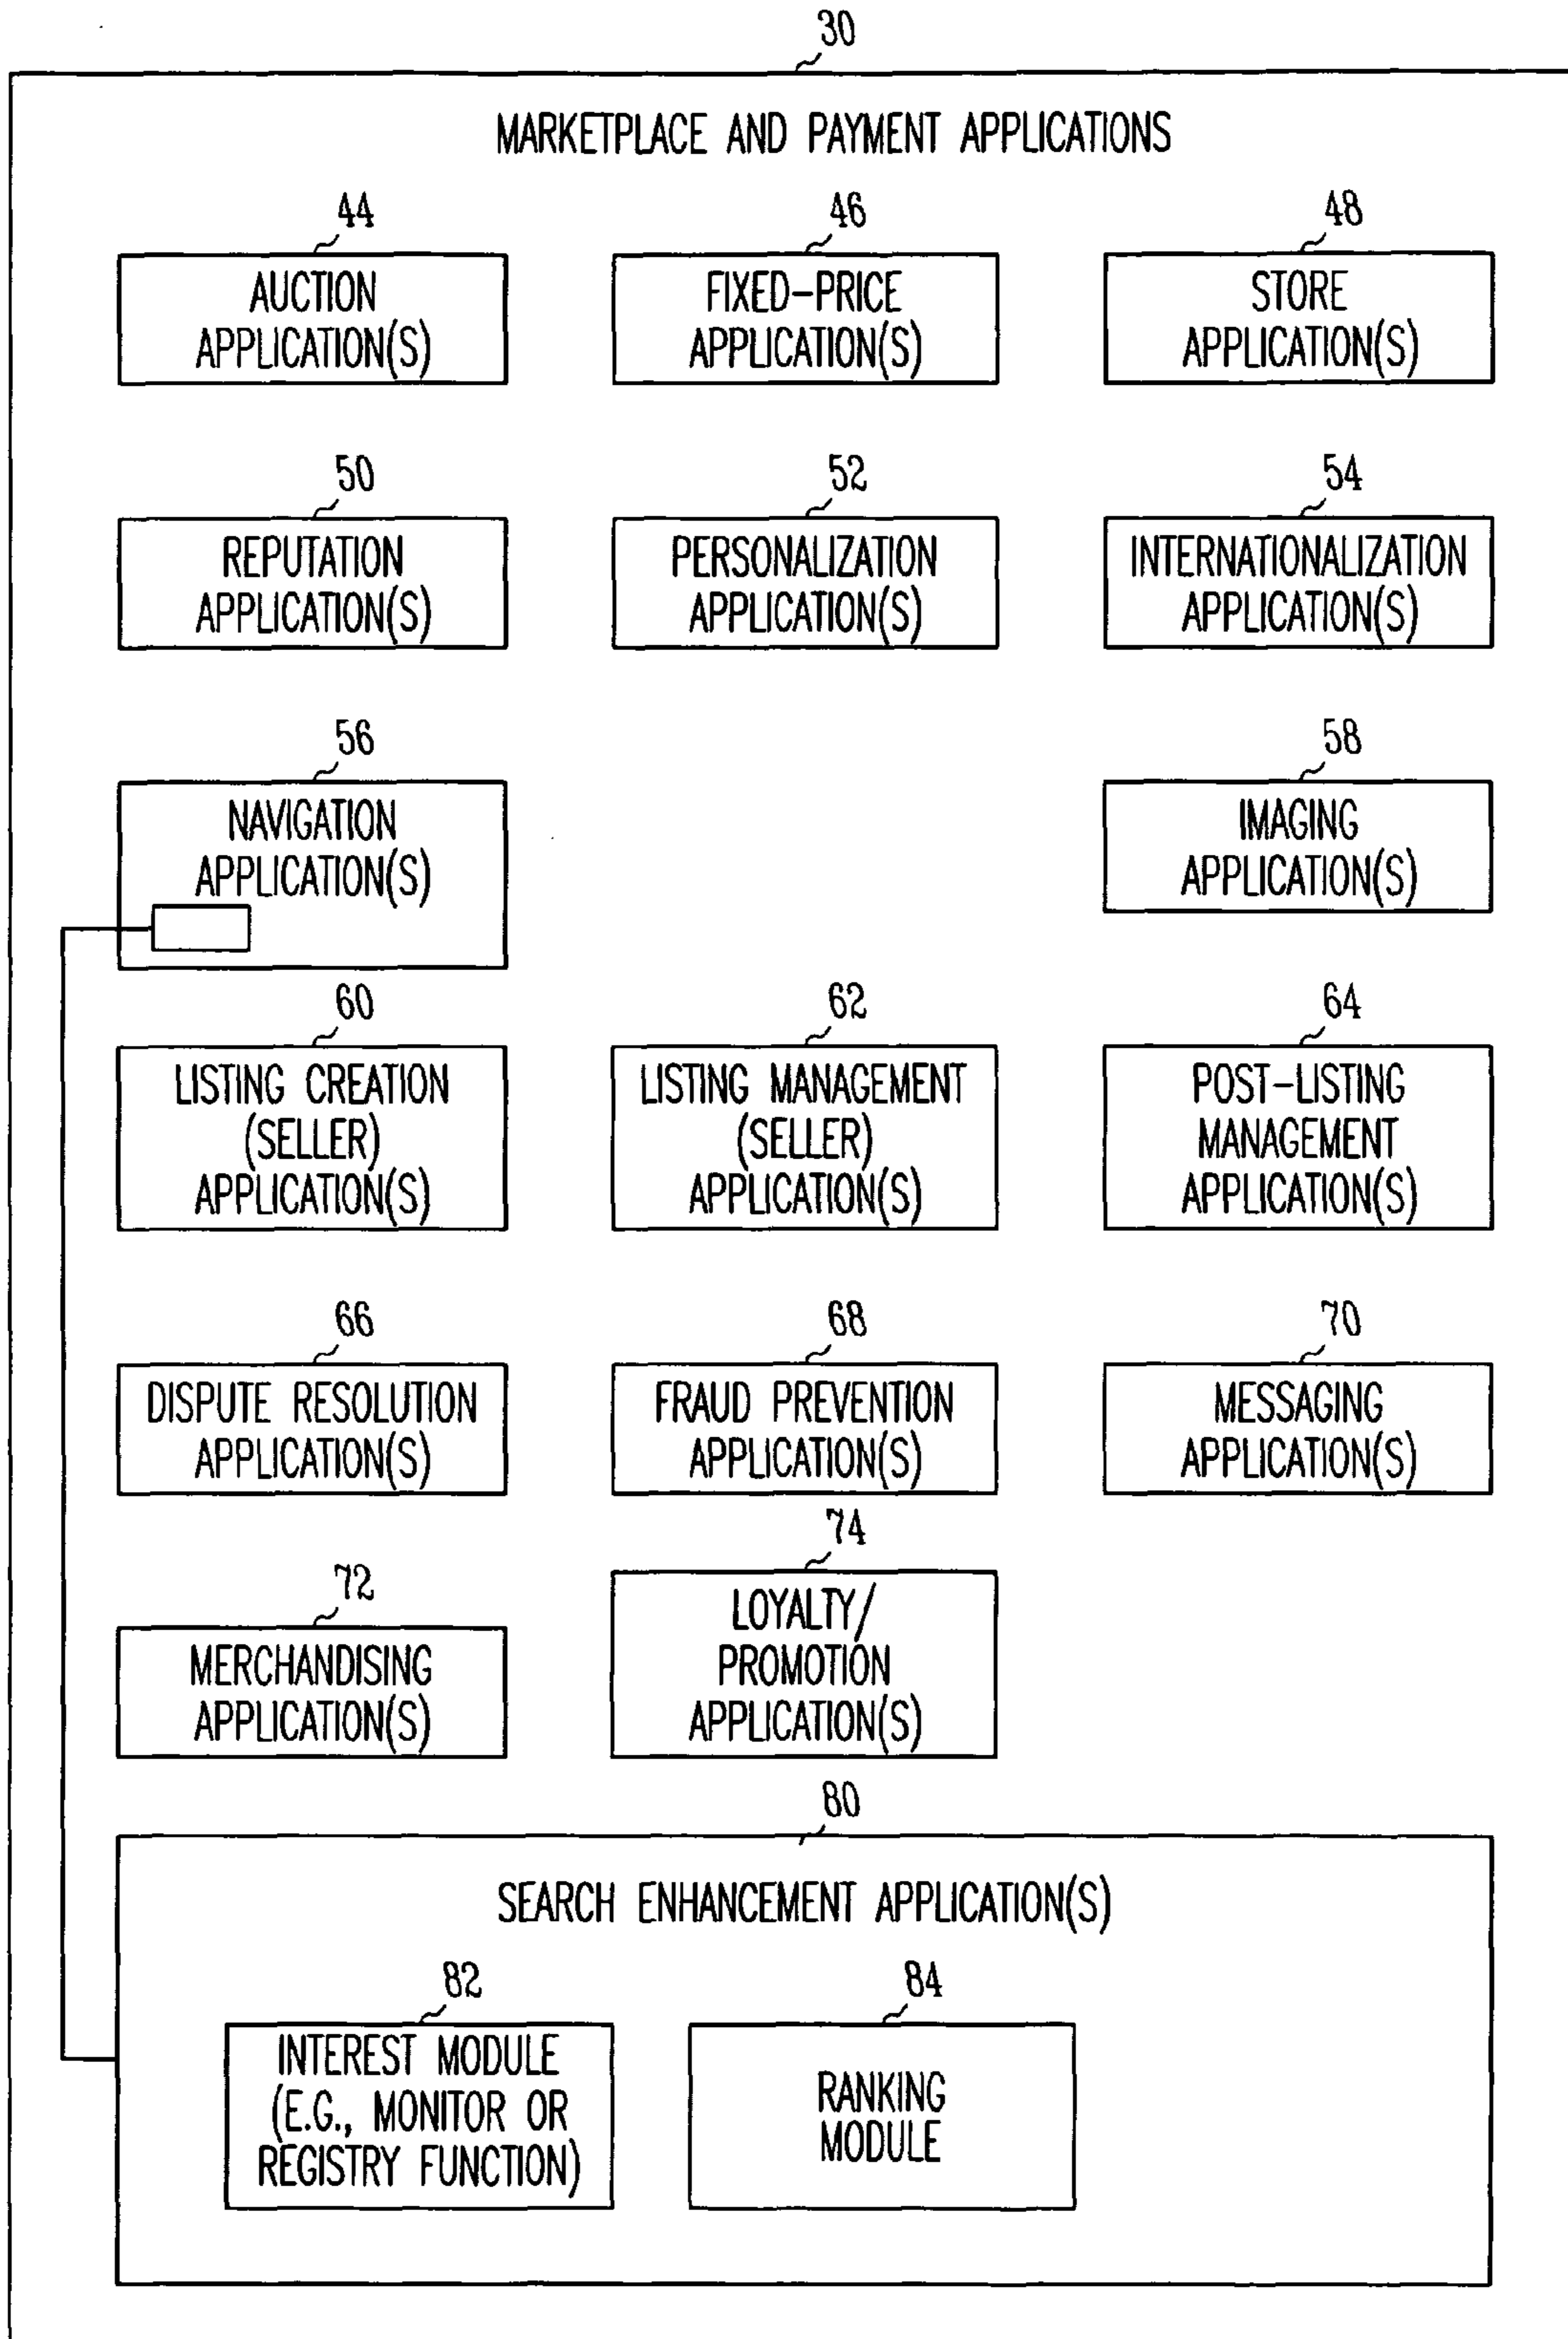 30
MARKETPLACE AND PAYMENT APPLICATIONS
44
AUCTION
APPLICATION(S)
46
FIXED-PRICE
APPLICATION(S)
48
STORE
APPLICATION(S)
50
REPUTATION
APPLICATION(S)
52
PERSONALIZATION
APPLICATION(S)
54
INTERNATIONALIZATION
APPLICATION(S)
56
NAVIGATION
APPLICATION(S)
58
IMAGING
APPLICATION(S)
60
LISTING CREATION
(SELLER)
APPLICATION(S)
62
LISTING MANAGEMENT
(SELLER)
APPLICATION(S)
64
POST-LISTING
MANAGEMENT
APPLICATION(S)
66
DISPUTE RESOLUTION
APPLICATION(S)
68
FRAUD PREVENTION
APPLICATION(S)
70
MESSAGING
APPLICATION(S)
72
MERCHANDISING
APPLICATION(S)
74
LOYALTY/
PROMOTION
APPLICATION(S)
80
SEARCH ENHANCEMENT APPLICATION(S)
82
INTEREST MODULE
(E.G., MONITOR OR
REGISTRY FUNCTION)
84
RANKING
MODULE